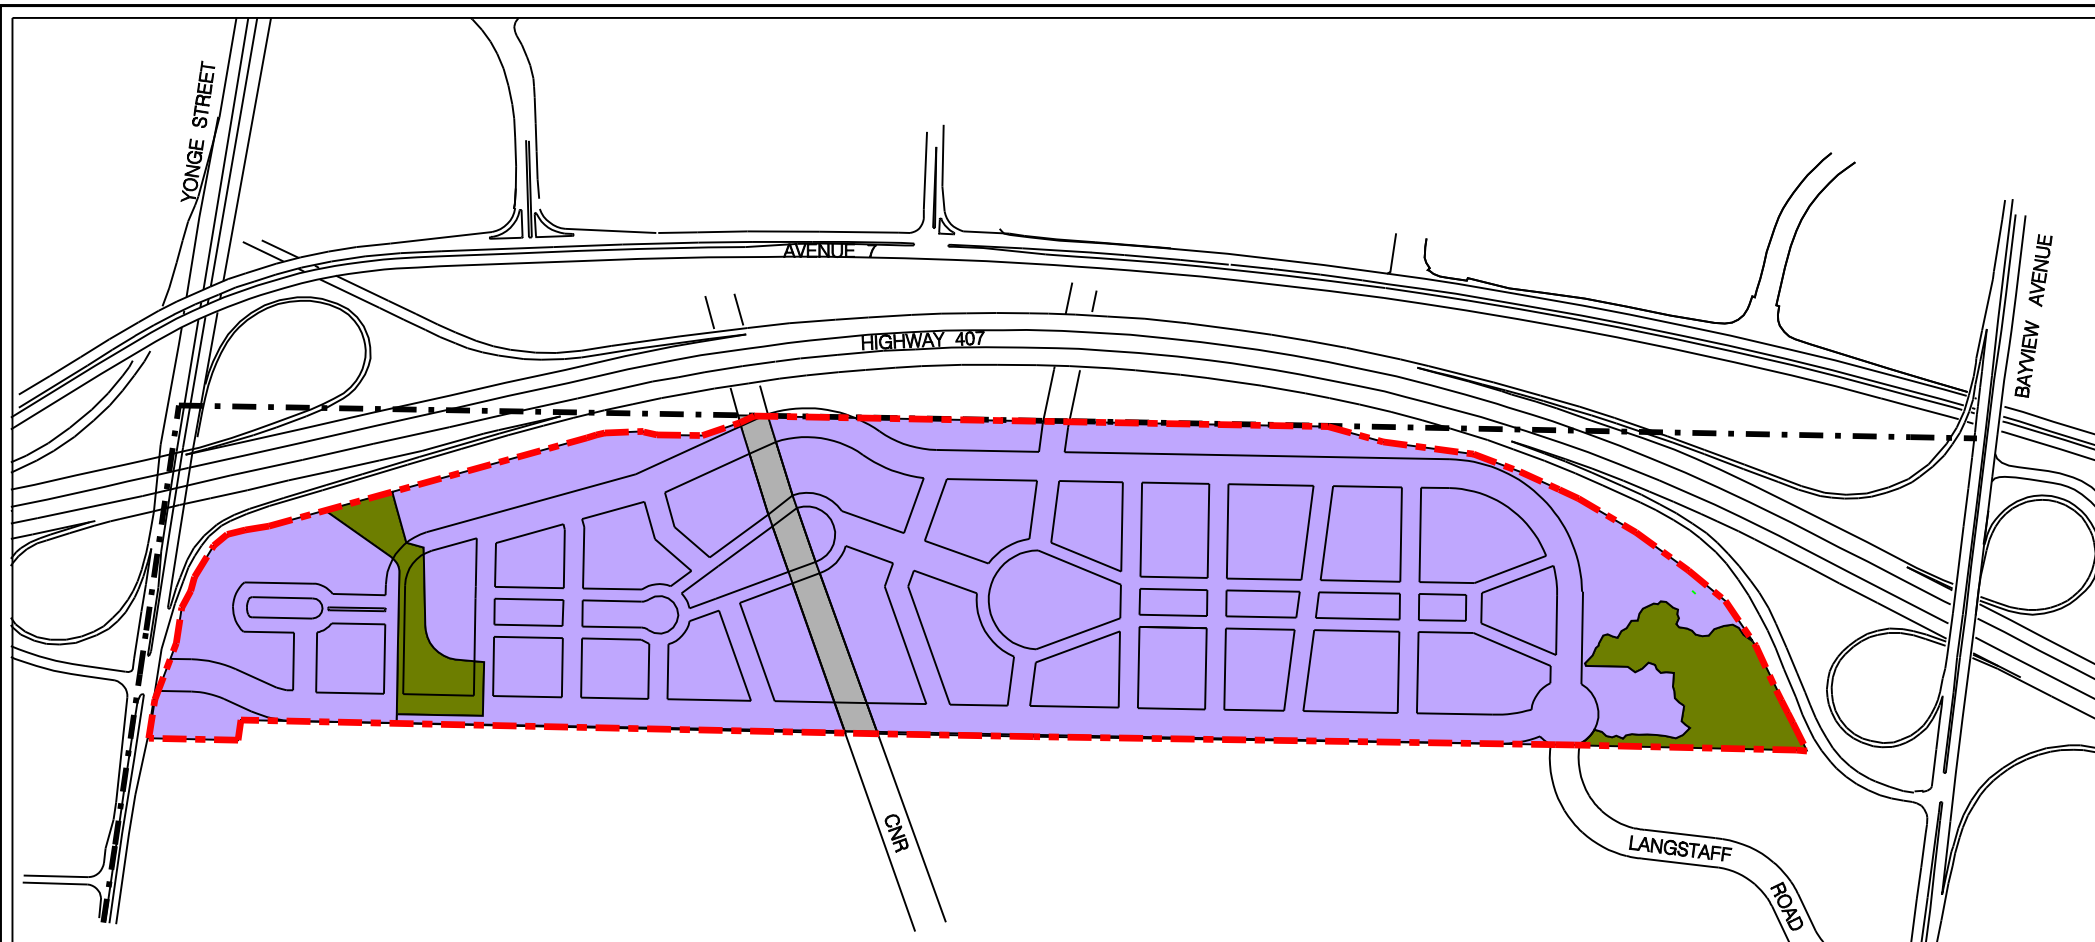 YONGE STREET
AVENUE 7
HIGHWAY 407
BAYVIEW AVENUE
CNR
LANGSTAFF
ROAD